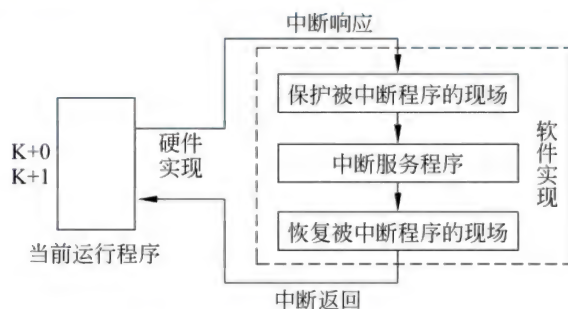 中断响应
保护被中断程序的现场
K+0
K+1
硬件
实现
中断服务程序
软件实现
恢复被中断程序的现场
当前运行程序
中断返回